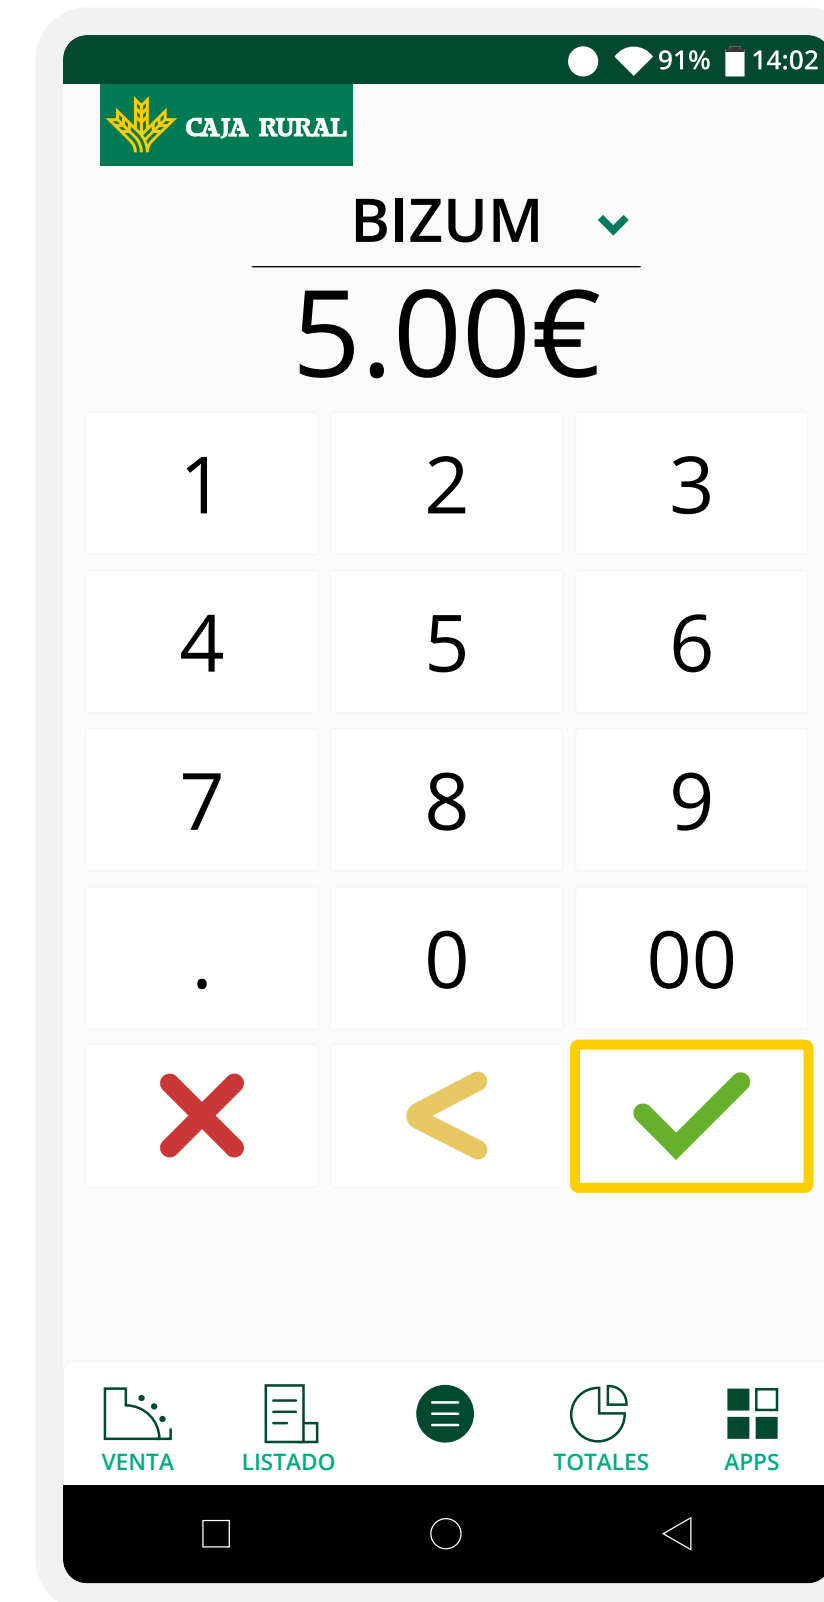 91% 14:02
CAJA RURAL
BIZUM
5.00€
1 2 3
4 5 6
7 8 9
. 0 00
<
VENTA LISTADO TOTALES APPS